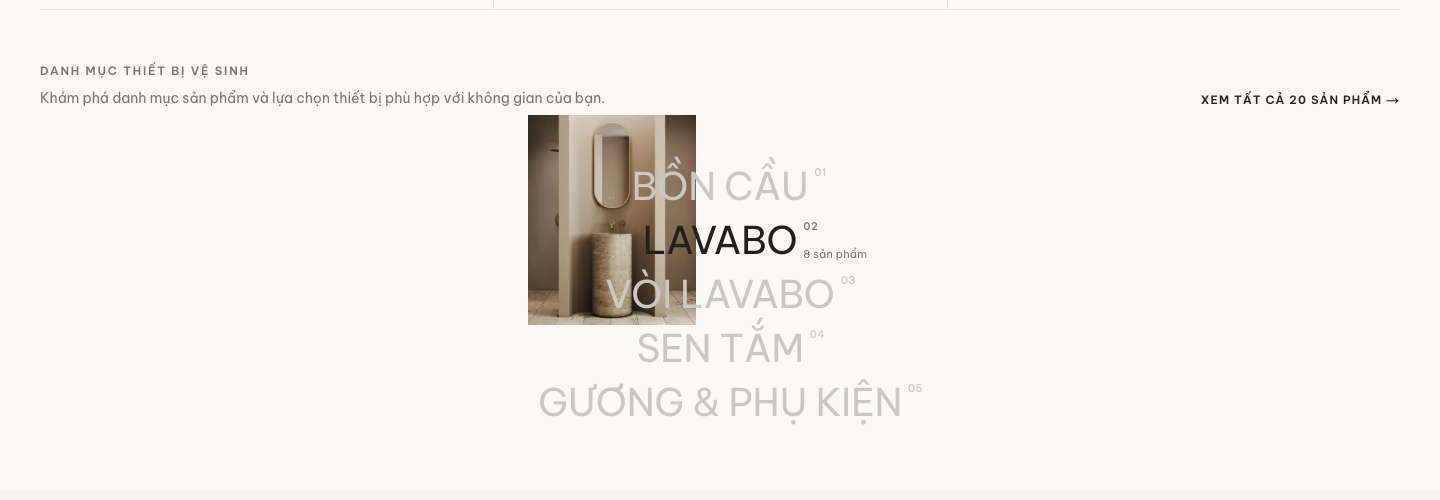 DANH MỤC THIẾT BỊ VỆ SINH
Khám phá danh mục sản phẩm và lựa chọn thiết bị phù hợp với không gian của bạn.
XEM TẤT CẢ 20 SẢN PHẨM →
BỒN CẦU 01
LAVABO 02
8 sản phẩm
VÒI LAVABO 03
SEN TẮM 04
GƯƠNG & PHỤ KIỆN 05